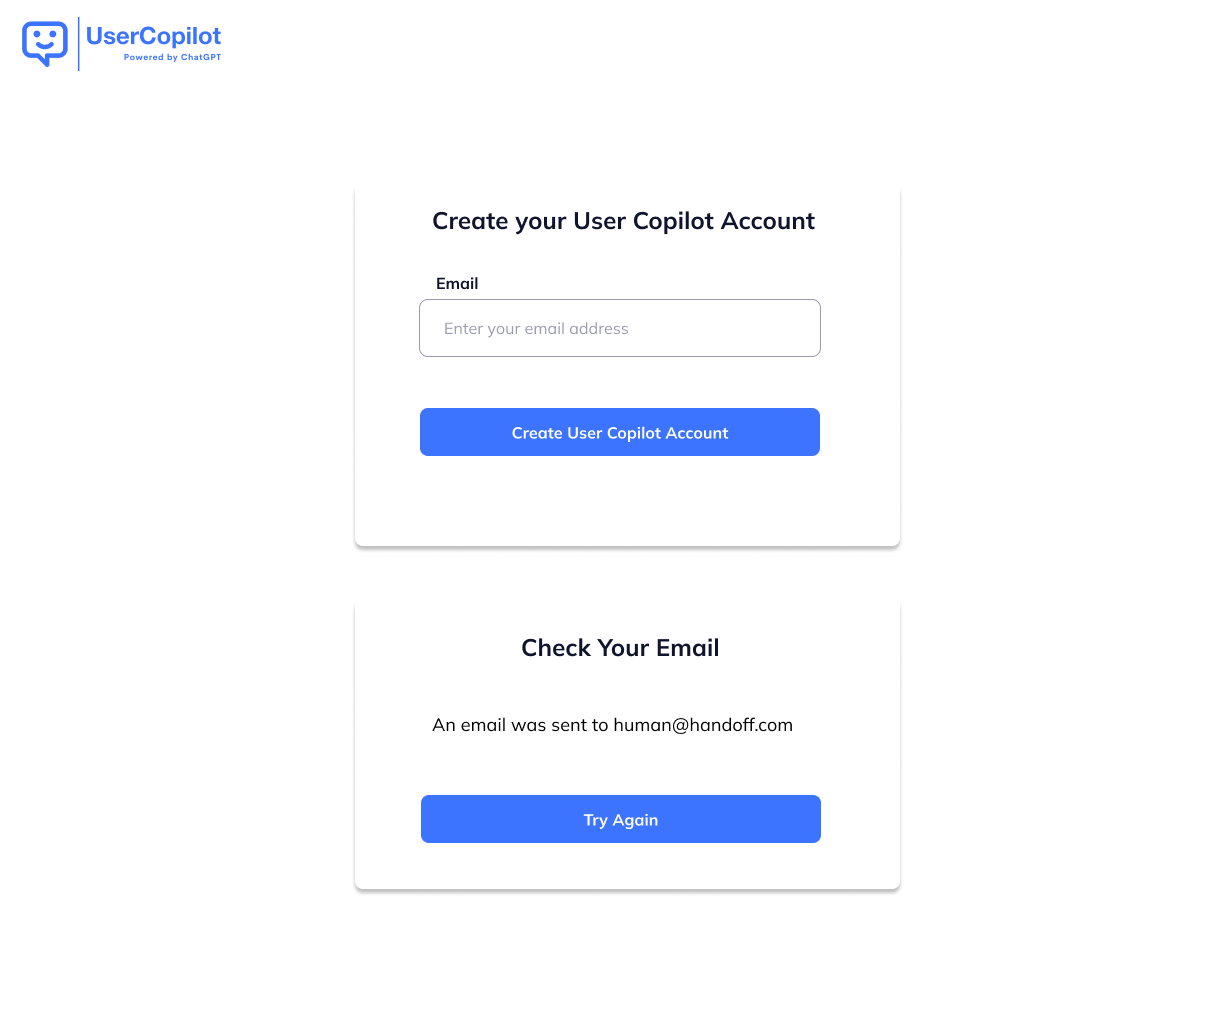 UserCopilot
Powered by ChatGPT
Create your User Copilot Account
Email
Enter your email address
Create User Copilot Account
Check Your Email
An email was sent to human@handoff.com
Try Again